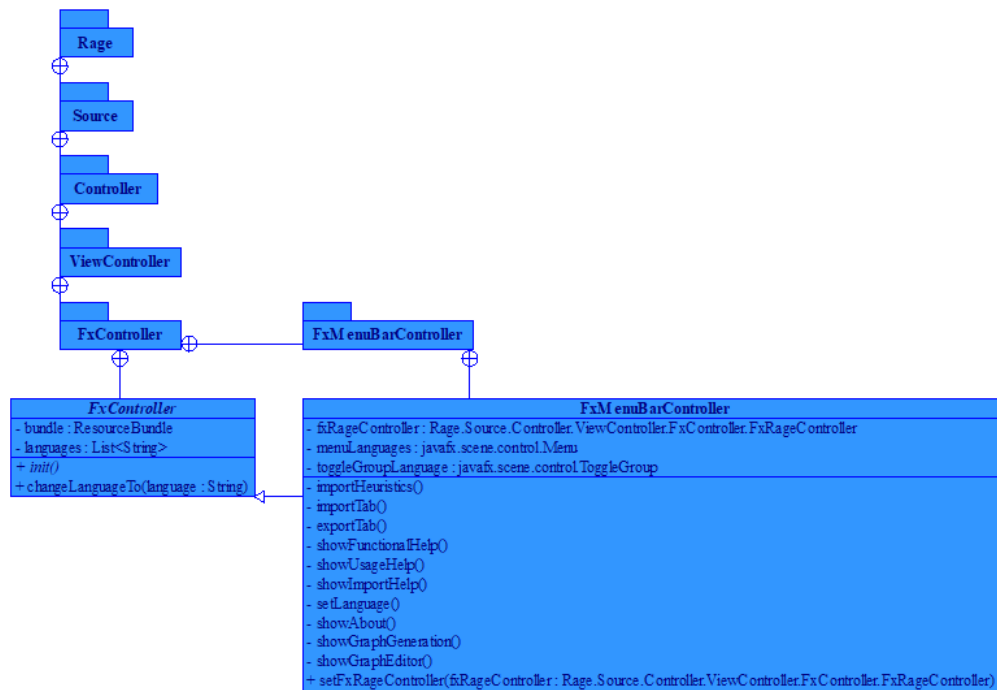 Rage
Source
Controller
ViewController
FxController
FxMenuBarController
FxController
- bundle : ResourceBundle
- languages : List<String>
+ init()
+ changeLanguageTo(language : String)
FxMenuBarController
- fxRageController : Rage.Source.Controller.ViewController.FxController.FxRageController
- menuLanguages : javafx.scene.control.Menu
- toggleGroupLanguage : javafx.scene.control.ToggleGroup
- importHeuristics()
- importTab()
- exportTab()
- showFunctionalHelp()
- showUsageHelp()
- showImportHelp()
- setLanguage()
- showAbout()
- showGraphGeneration()
- showGraphEditor()
+ setFxRageController(fxRageController : Rage.Source.Controller.ViewController.FxController.FxRageController)